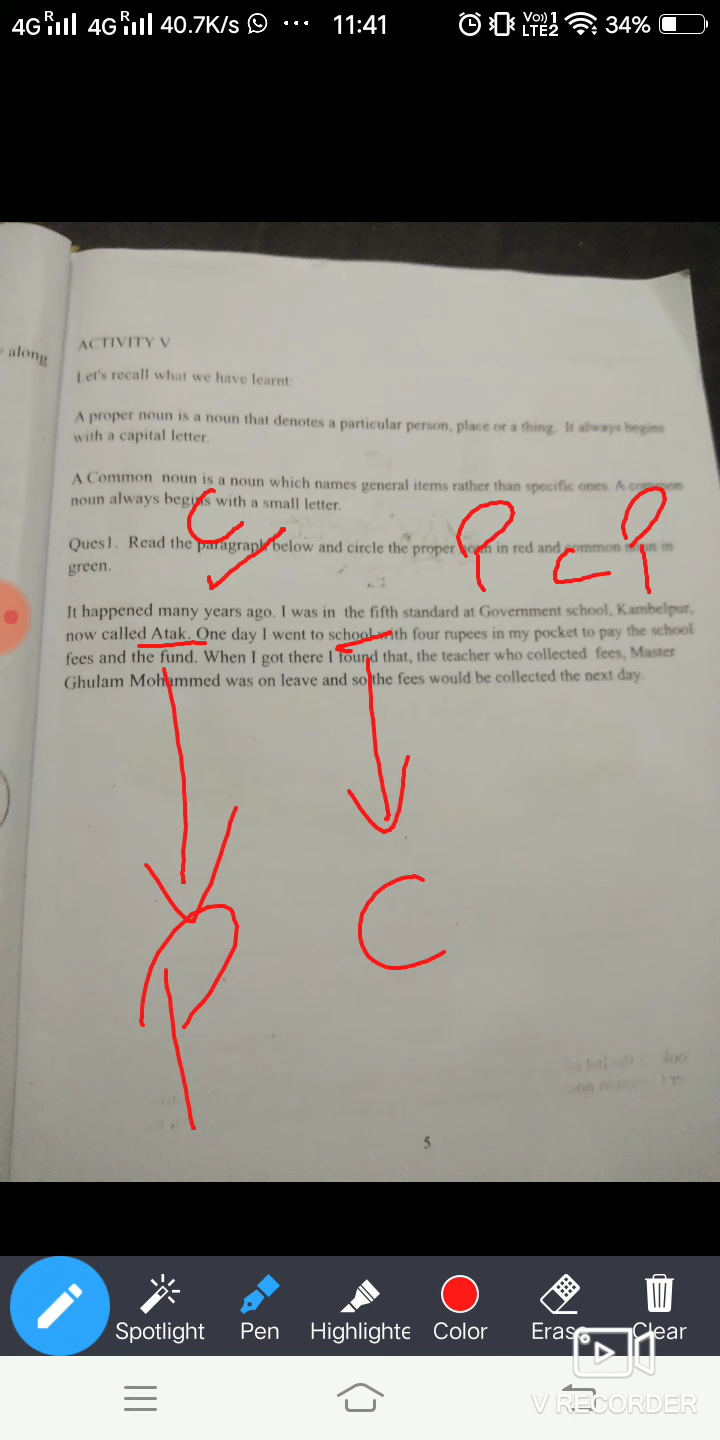 4G R 4G R 40.7K/s ... 11:41 Vo)) 1 LTE2 34%
along
ACTIVITY V
Let's recall what we have learnt:
A proper noun is a noun that denotes a particular person, place or a thing. It always begins
with a capital letter.
A Common noun is a noun which names general items rather than specific ones. A common
noun always begins with a small letter.
Ques1. Read the paragraph below and circle the proper noun in red and common noun in
green.
It happened many years ago. I was in the fifth standard at Government school, Kambelpur,
now called Atak. One day I went to school with four rupees in my pocket to pay the school
fees and the fund. When I got there I found that, the teacher who collected fees, Master
Ghulam Mohammed was on leave and so the fees would be collected the next day.
C P C P
P C
5
Spotlight Pen Highlighte Color Erase Clear
V RECORDER